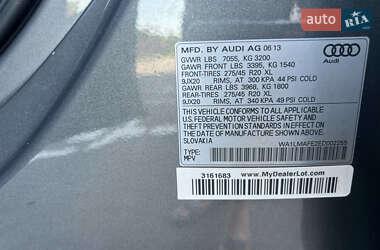 auto RIA
MFD. BY AUDI AG 06 13
GVWR LBS 7055, KG 3200
GAWR FRONT LBS 3395, KG 1540
FRONT-TIRES 275/45 R20 XL
9JX20 RIMS, AT 300 KPA 44 PSI COLD
GAWR REAR LBS 3968, KG 1800
REAR-TIRES 275/45 R20 XL
9JX20 RIMS, AT 340 KPA 49 PSI COLD
THIS VEHICLE CONFORMS TO ALL APPLICABLE
U.S. FEDERAL MOTOR VEHICLE SAFETY
STANDARDS IN EFFECT ON THE
DATE OF MANUFACTURE SHOWN ABOVE.
SLOVAKIA
TYPE:
MPV
WA1LMAFE2ED002255
3161683
www.MyDealerLot.com